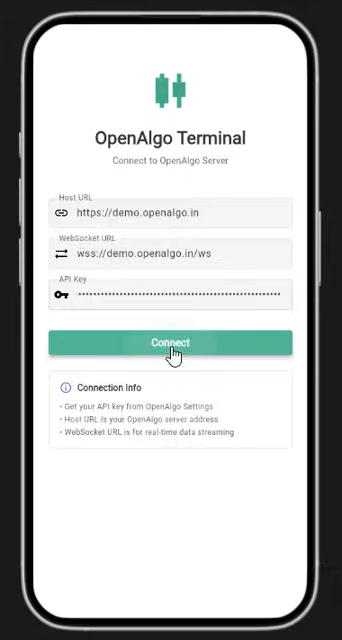 OpenAlgo Terminal
Connect to OpenAlgo Server
Host URL
https://demo.openalgo.in
WebSocket URL
wss://demo.openalgo.in/ws
API Key
Connect
Connection Info
• Get your API key from OpenAlgo Settings
• Host URL is your OpenAlgo server address
• WebSocket URL is for real-time data streaming